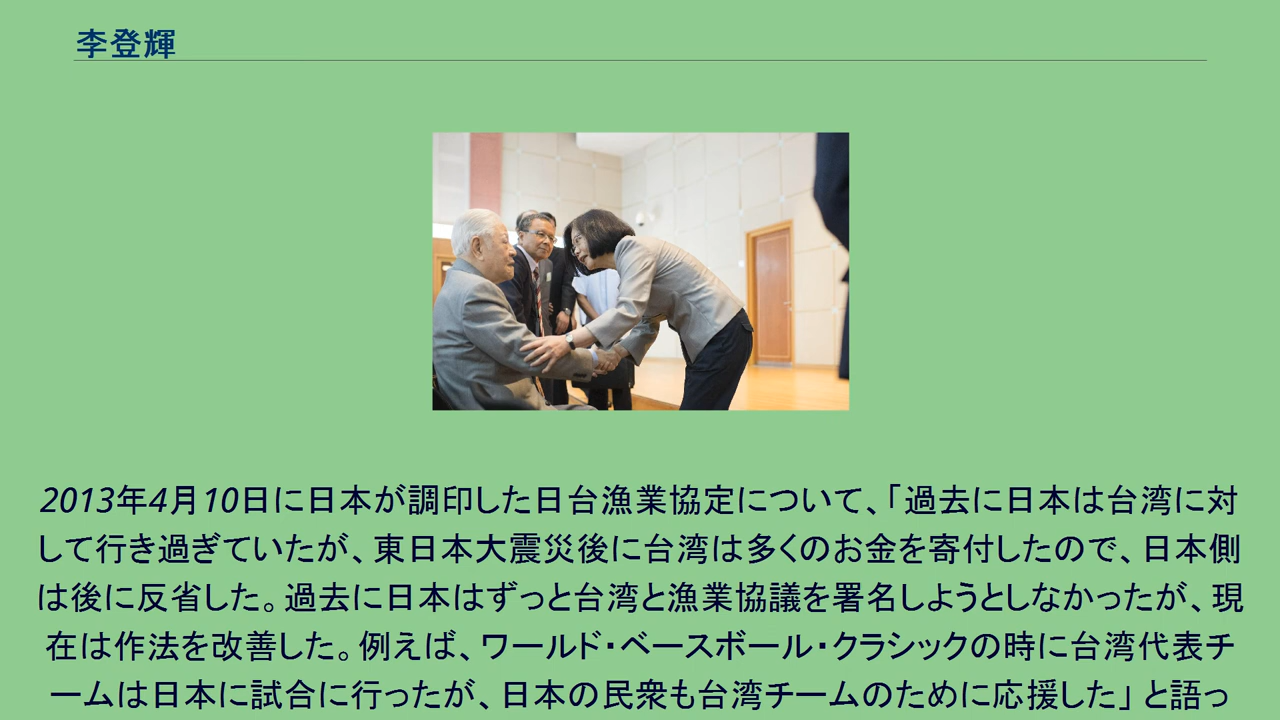 李登輝
2013年4月10日に日本が調印した日台漁業協定について、「過去に日本は台湾に対
して行き過ぎていたが、東日本大震災後に台湾は多くのお金を寄付したので、日本側
は後に反省した。過去に日本はずっと台湾と漁業協議を署名しようとしなかったが、現
在は作法を改善した。例えば、ワールド・ベースボール・クラシックの時に台湾代表チ
ームは日本に試合に行ったが、日本の民衆も台湾チームのために応援した」と語っ